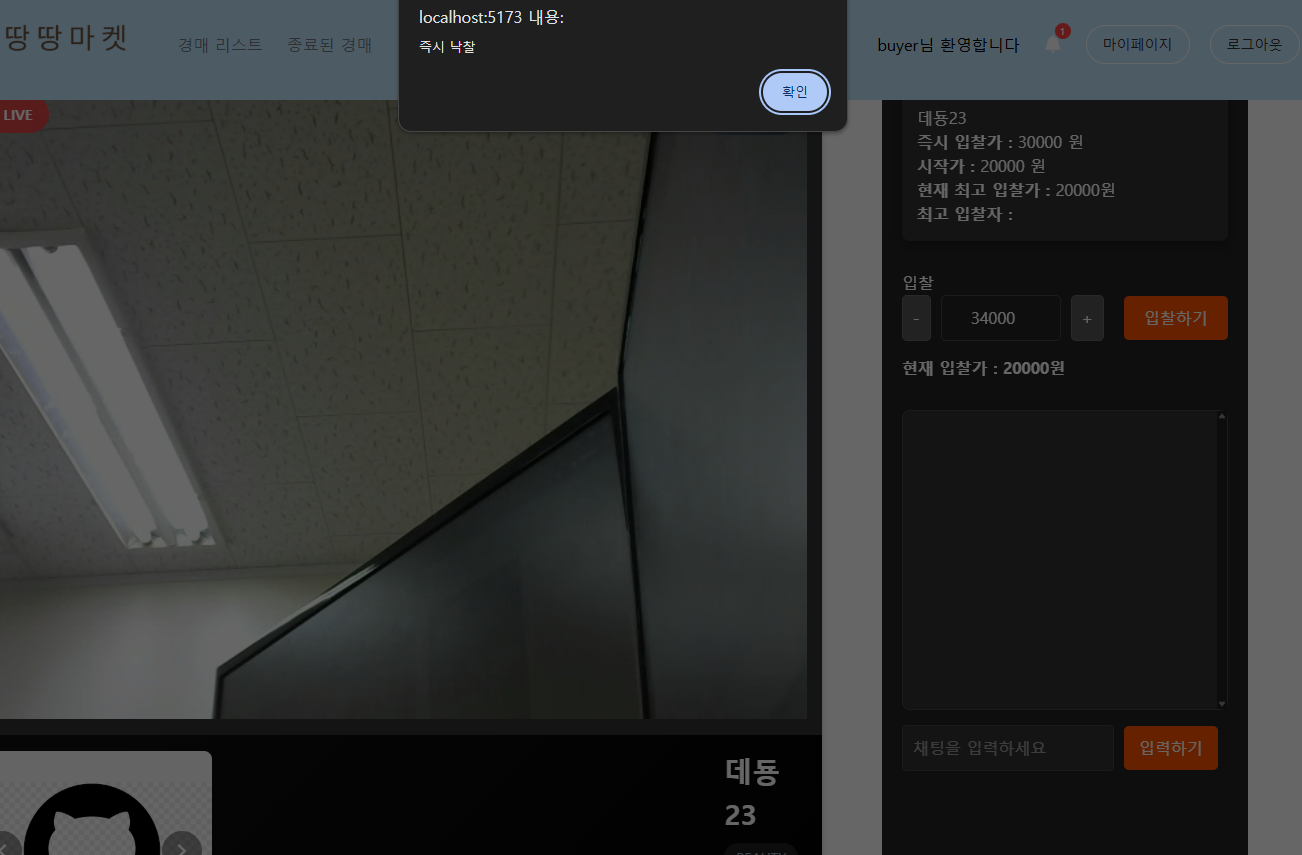 땅땅마켓
경매 리스트
종료된 경매
localhost:5173 내용:
즉시 낙찰
확인
buyer님 환영합니다
1
마이페이지
로그아웃
LIVE
데둉23
즉시 입찰가 : 30000 원
시작가 : 20000 원
현재 최고 입찰가 : 20000원
최고 입찰자 :
입찰
-
34000
+
입찰하기
현재 입찰가 : 20000원
채팅을 입력하세요
입력하기
데둉
23
BEAUTY